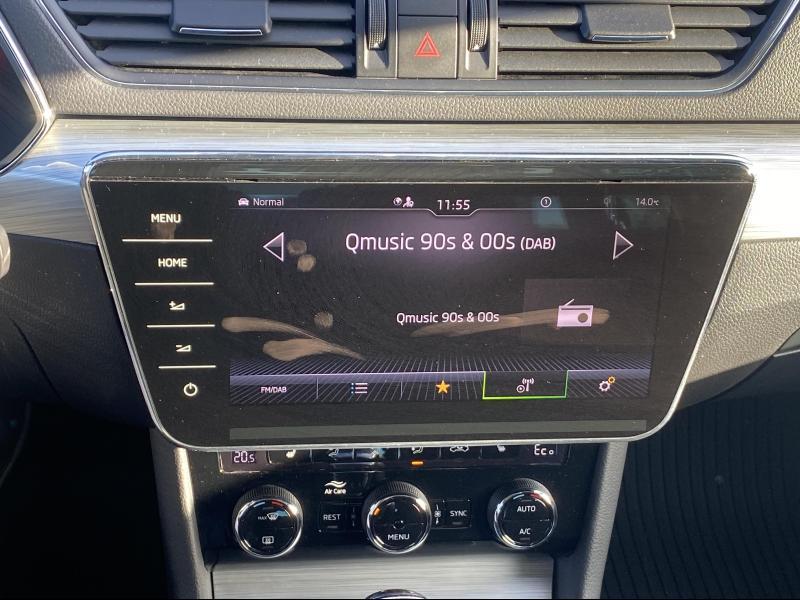 Normal
11:55
14.0°C
MENU
HOME
Qmusic 90s & 00s (DAB)
Qmusic 90s & 00s
FM/DAB
20.5
Eco
Air Care
MAX
REST
SYNC
MENU
AUTO
A/C